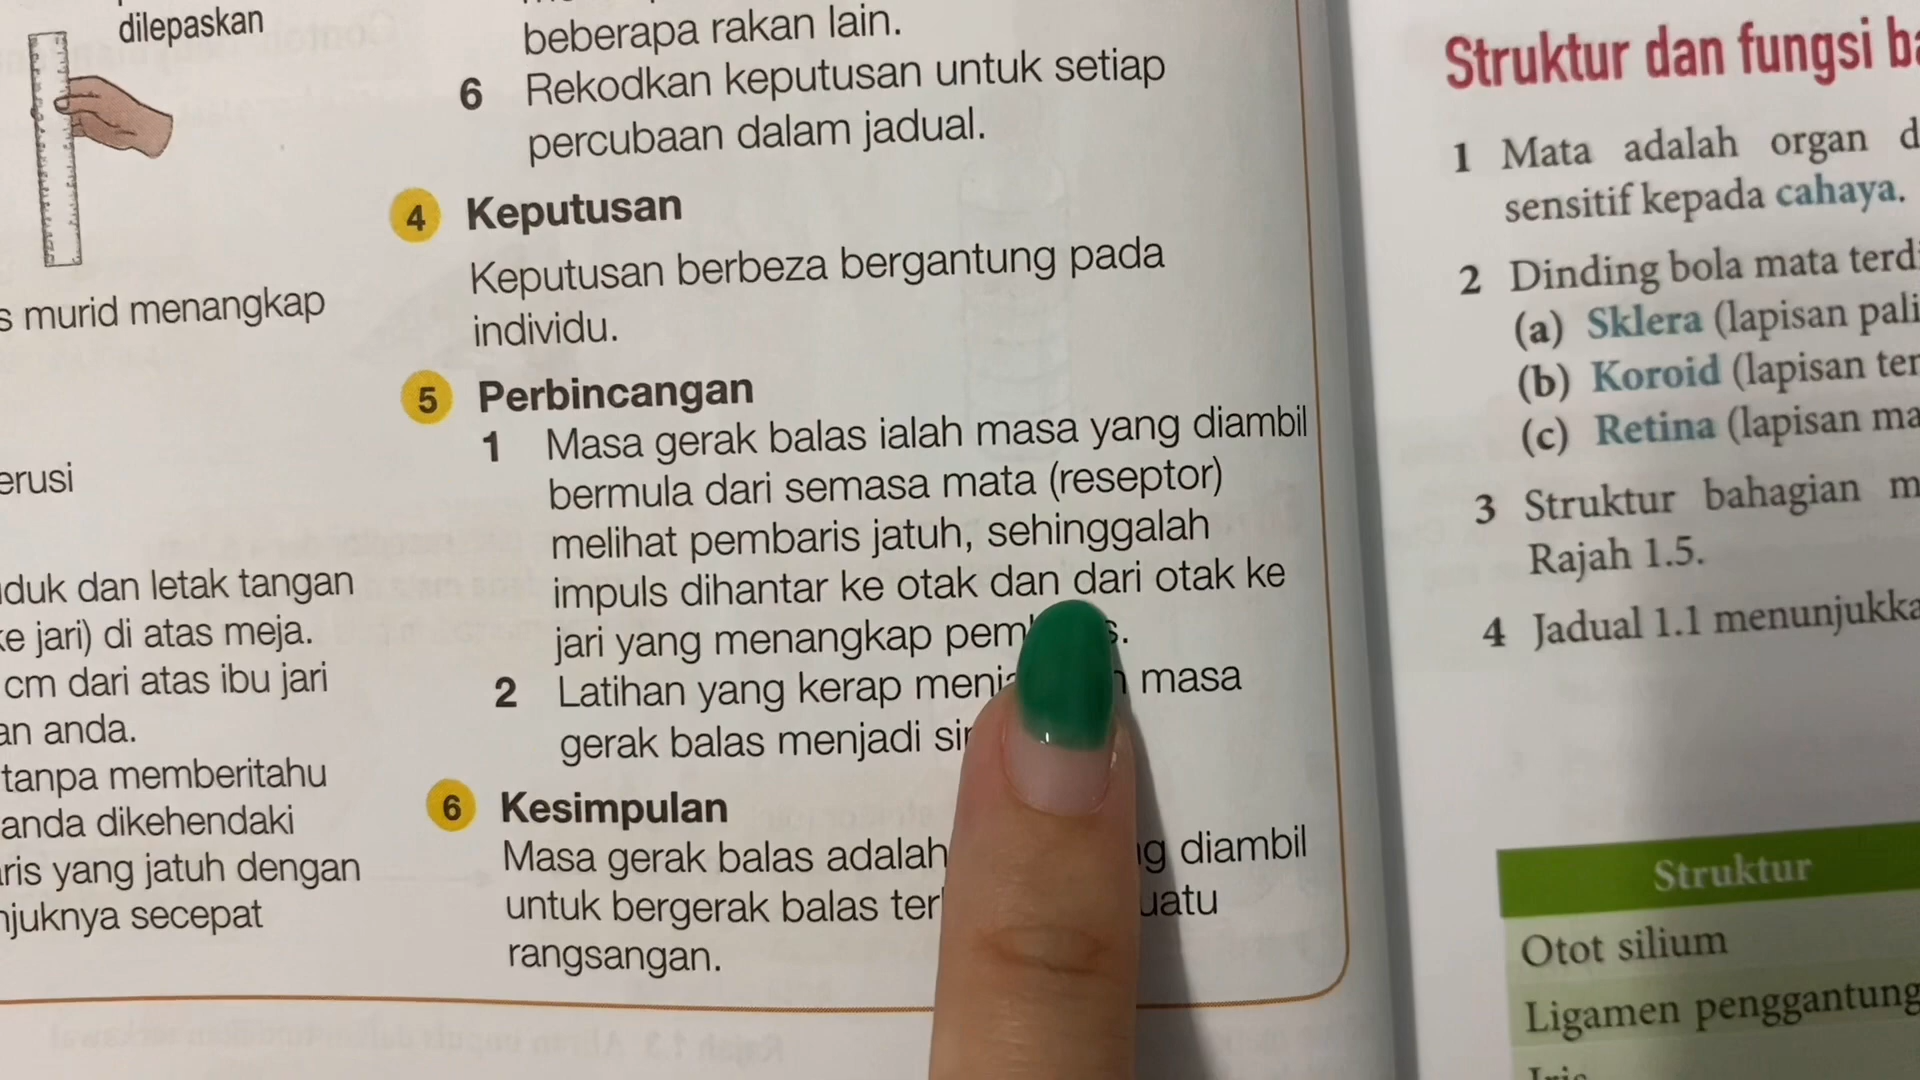 dilepaskan
s murid menangkap
erusi
duk dan letak tangan
ke jari) di atas meja.
cm dari atas ibu jari
an anda.
tanpa memberitahu
anda dikehendaki
ris yang jatuh dengan
njuknya secepat
beberapa rakan lain.
6 Rekodkan keputusan untuk setiap
percubaan dalam jadual.
4 Keputusan
Keputusan berbeza bergantung pada
individu.
5 Perbincangan
1 Masa gerak balas ialah masa yang diambil
bermula dari semasa mata (reseptor)
melihat pembaris jatuh, sehinggalah
impuls dihantar ke otak dan dari otak ke
jari yang menangkap pem s.
2 Latihan yang kerap menj masa
gerak balas menjadi si
6 Kesimpulan
Masa gerak balas adalah g diambil
untuk bergerak balas ter uatu
rangsangan.
Struktur dan fungsi ba
1 Mata adalah organ d
sensitif kepada cahaya.
2 Dinding bola mata terdi
(a) Sklera (lapisan pali
(b) Koroid (lapisan ten
(c) Retina (lapisan ma
3 Struktur bahagian m
Rajah 1.5.
4 Jadual 1.1 menunjukka
Struktur
Otot silium
Ligamen penggantung